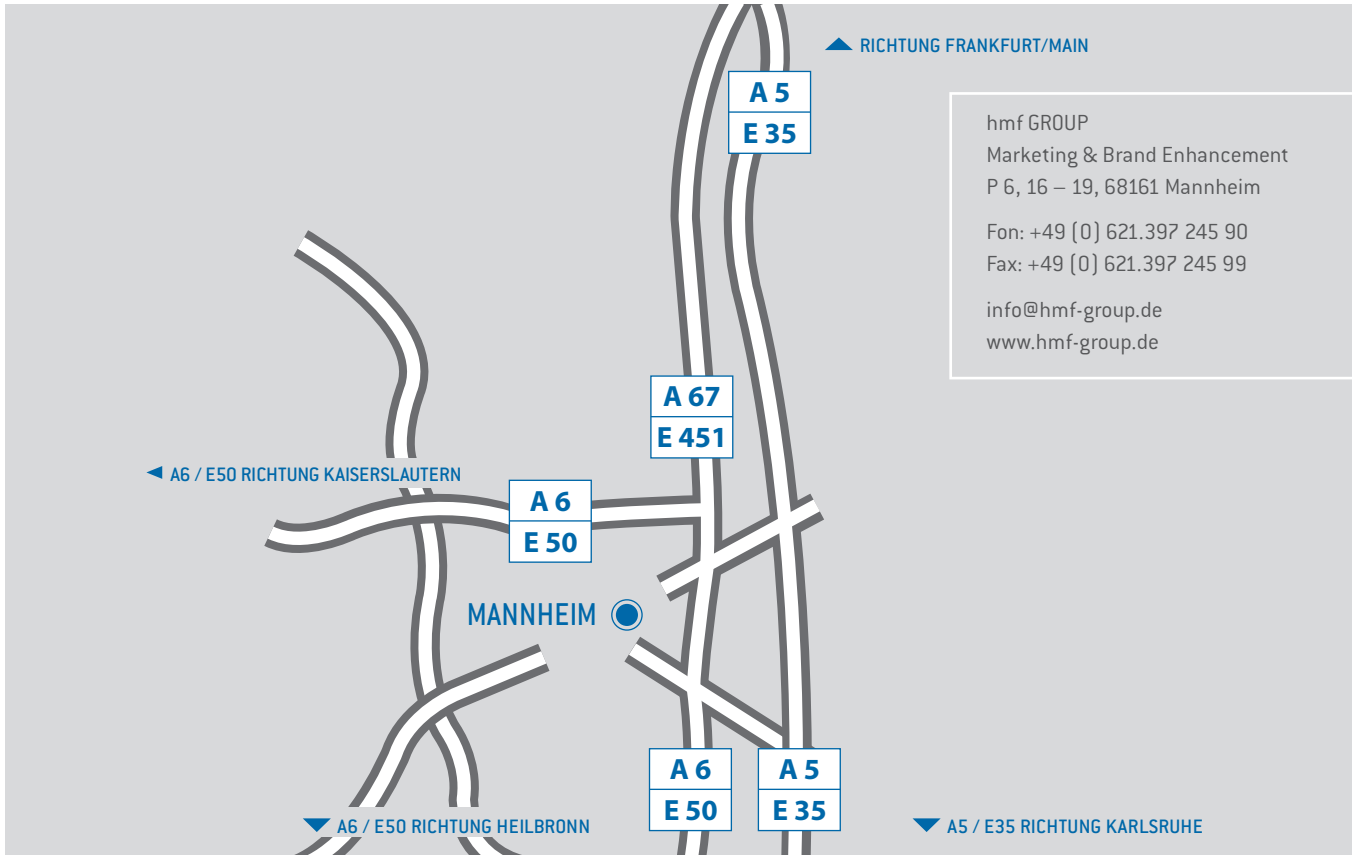 RICHTUNG FRANKFURT/MAIN
A 5
E 35
hmf GROUP
Marketing & Brand Enhancement
P 6, 16 – 19, 68161 Mannheim
Fon: +49 (0) 621.397 245 90
Fax: +49 (0) 621.397 245 99
info@hmf-group.de
www.hmf-group.de
A 67
E 451
A6 / E50 RICHTUNG KAISERSLAUTERN
A 6
E 50
MANNHEIM
A 6
E 50
A 5
E 35
A6 / E50 RICHTUNG HEILBRONN
A5 / E35 RICHTUNG KARLSRUHE